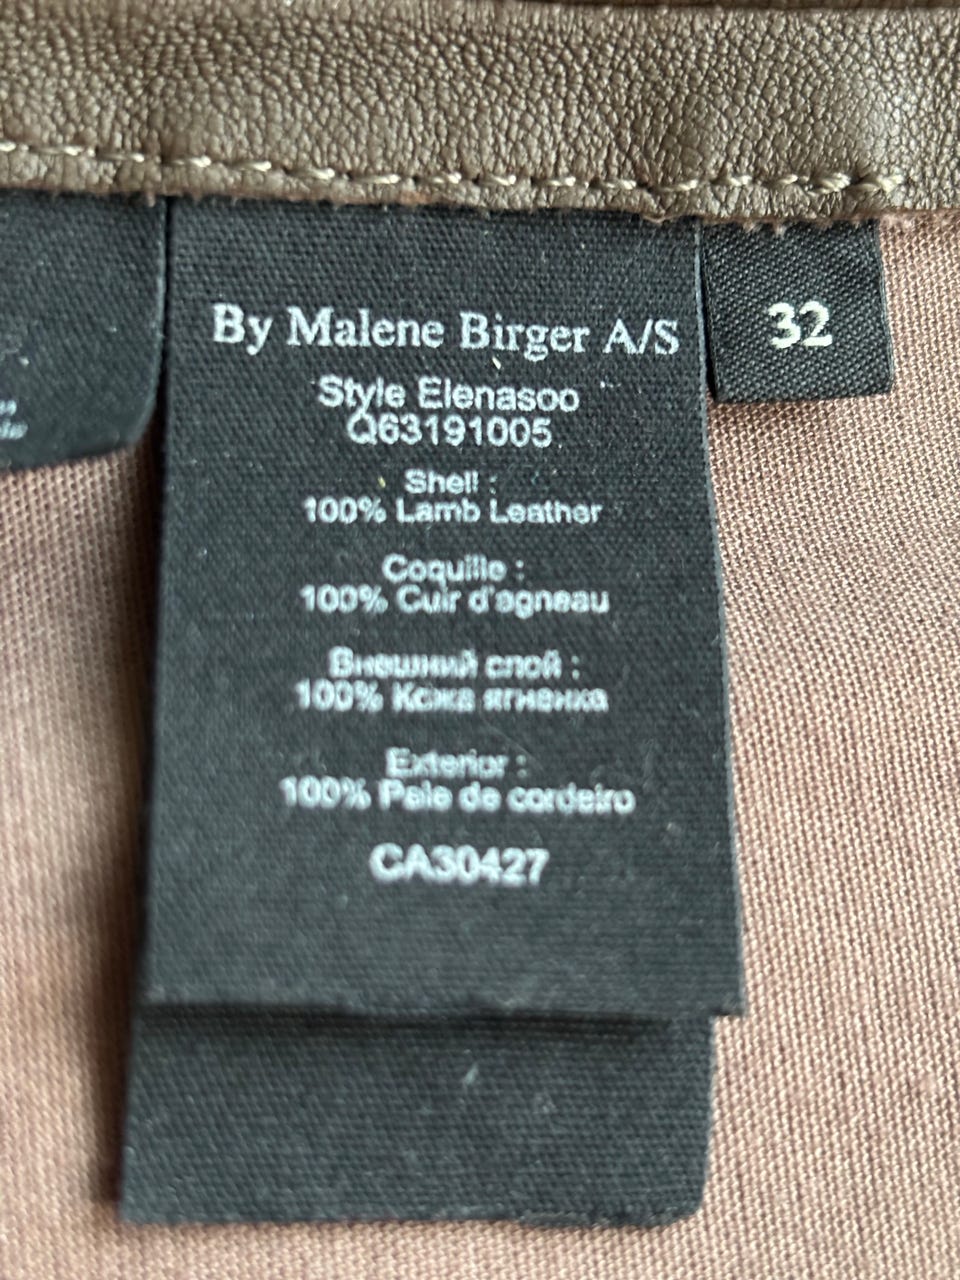 By Malene Birger A/S
32
Style Elenasoo
Q63191005
Shell :
100% Lamb Leather
Coquille :
100% Cuir d'agneau
Внешний слой :
100% Кожа ягненка
Exterior :
100% Pele de cordeiro
CA30427